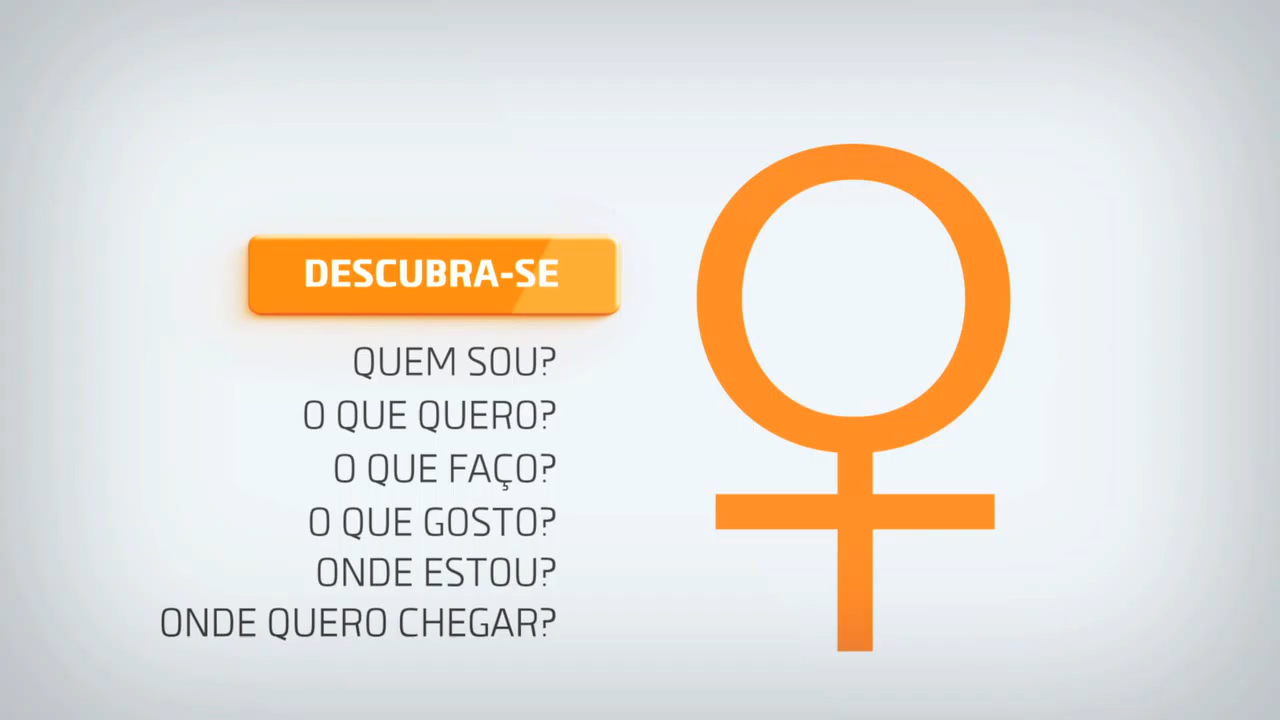 DESCUBRA-SE
QUEM SOU?
O QUE QUERO?
O QUE FAÇO?
O QUE GOSTO?
ONDE ESTOU?
ONDE QUERO CHEGAR?